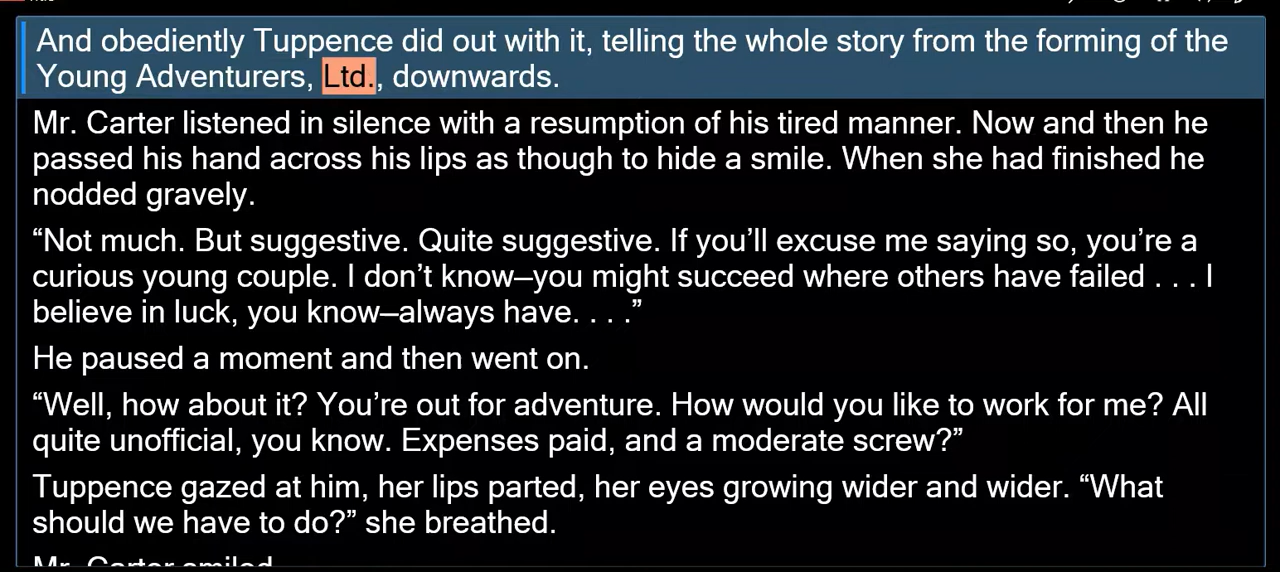 And obediently Tuppence did out with it, telling the whole story from the forming of the
Young Adventurers, Ltd., downwards.
Mr. Carter listened in silence with a resumption of his tired manner. Now and then he
passed his hand across his lips as though to hide a smile. When she had finished he
nodded gravely.
“Not much. But suggestive. Quite suggestive. If you’ll excuse me saying so, you’re a
curious young couple. I don’t know—you might succeed where others have failed . . . I
believe in luck, you know—always have. . . .”
He paused a moment and then went on.
“Well, how about it? You’re out for adventure. How would you like to work for me? All
quite unofficial, you know. Expenses paid, and a moderate screw?”
Tuppence gazed at him, her lips parted, her eyes growing wider and wider. “What
should we have to do?” she breathed.
Mr. Carter smiled.